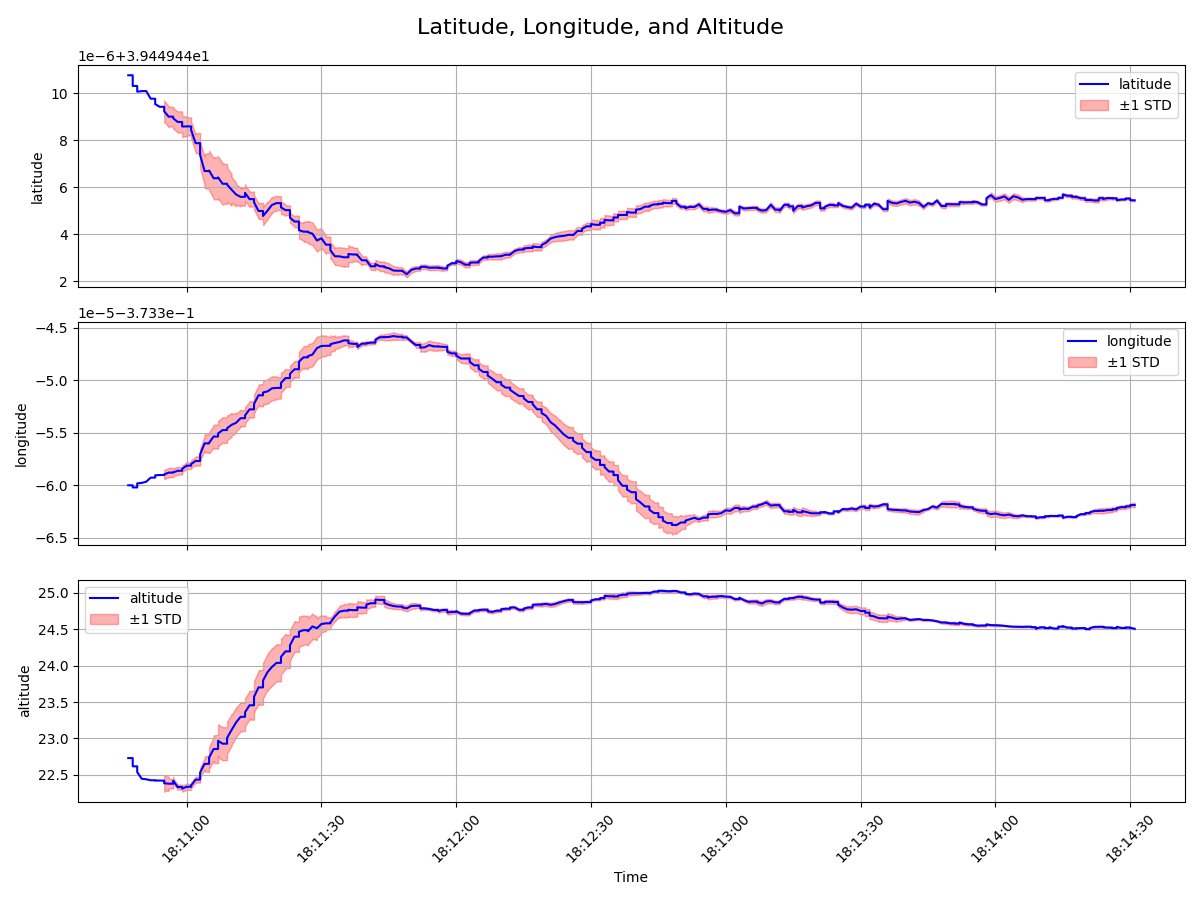 Latitude, Longitude, and Altitude
1e−6+3.944944e1
latitude
±1 STD
10
8
6
4
2
latitude
1e−5−3.733e−1
longitude
±1 STD
−4.5
−5.0
−5.5
−6.0
−6.5
longitude
altitude
±1 STD
25.0
24.5
24.0
23.5
23.0
22.5
altitude
18:11:00
18:11:30
18:12:00
18:12:30
18:13:00
18:13:30
18:14:00
18:14:30
Time